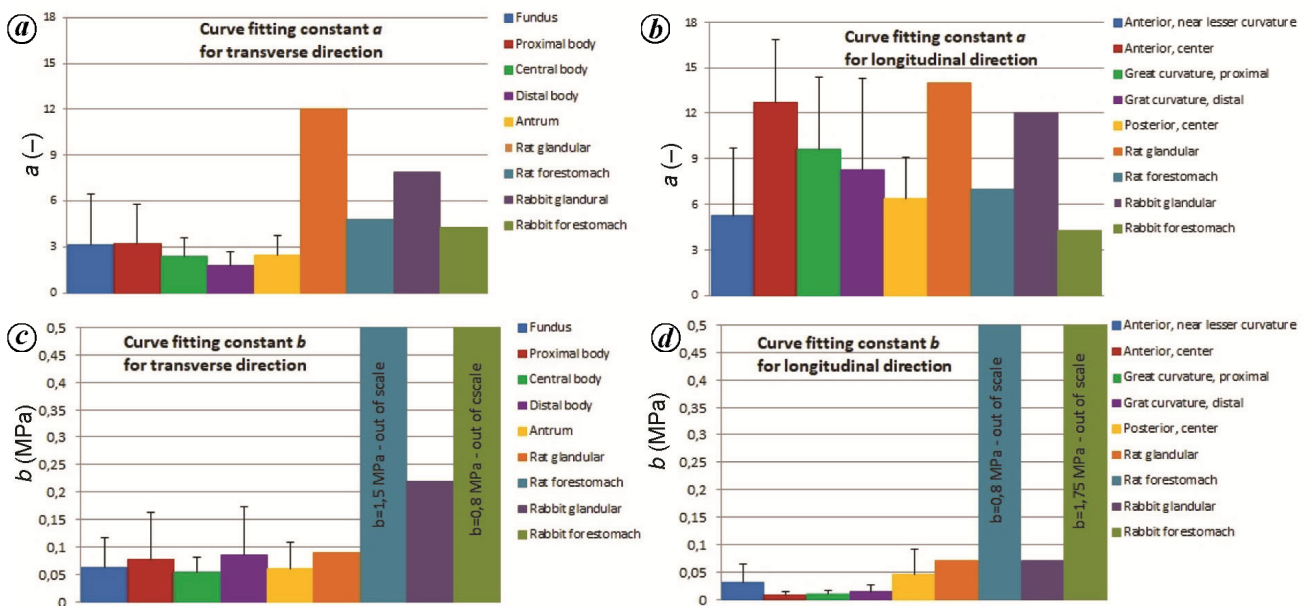 a
Curve fitting constant a
for transverse direction
a (–)
18
15
12
9
6
3
0
Fundus
Proximal body
Central body
Distal body
Antrum
Rat glandular
Rat forestomach
Rabbit glandural
Rabbit forestomach
b
Curve fitting constant a
for longitudinal direction
a (–)
18
15
12
9
6
3
0
Anterior, near lesser curvature
Anterior, center
Great curvature, proximal
Grat curvature, distal
Posterior, center
Rat glandular
Rat forestomach
Rabbit glandular
Rabbit forestomach
c
Curve fitting constant b
for transverse direction
b (MPa)
0,5
0,45
0,4
0,35
0,3
0,25
0,2
0,15
0,1
0,05
0
b=1,5 MPa - out of scale
b=0,8 MPa - out of cscale
Fundus
Proximal body
Central body
Distal body
Antrum
Rat glandular
Rat forestomach
Rabbit glandular
Rabbit forestomach
d
Curve fitting constant b
for longitudinal direction
b (MPa)
0,5
0,45
0,4
0,35
0,3
0,25
0,2
0,15
0,1
0,05
0
b=0,8 MPa - out of scale
b=1,75 MPa - out of scale
Anterior, near lesser curvature
Anterior, center
Great curvature, proximal
Grat curvature, distal
Posterior, center
Rat glandular
Rat forestomach
Rabbit glandular
Rabbit forestomach